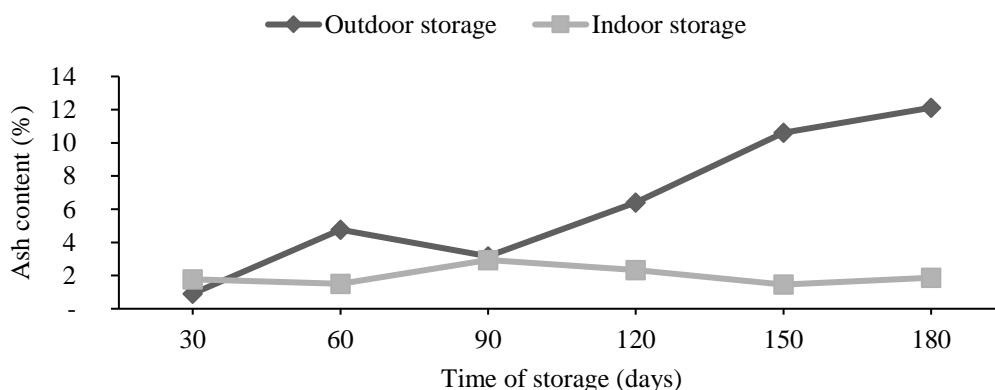 Outdoor storage Indoor storage
14
12
10
8
6
4
2
-
Ash content (%)
30 60 90 120 150 180
Time of storage (days)